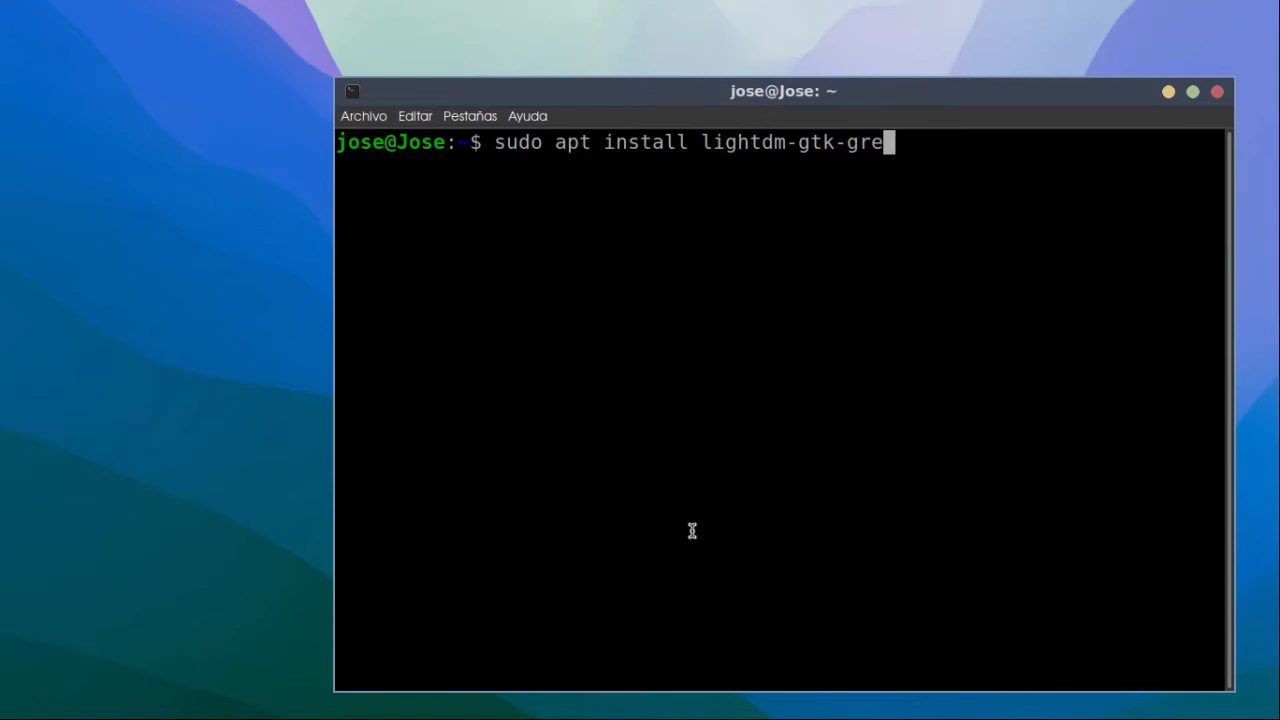 jose@Jose: ~
Archivo Editar Pestañas Ayuda
jose@Jose:~$ sudo apt install lightdm-gtk-gre